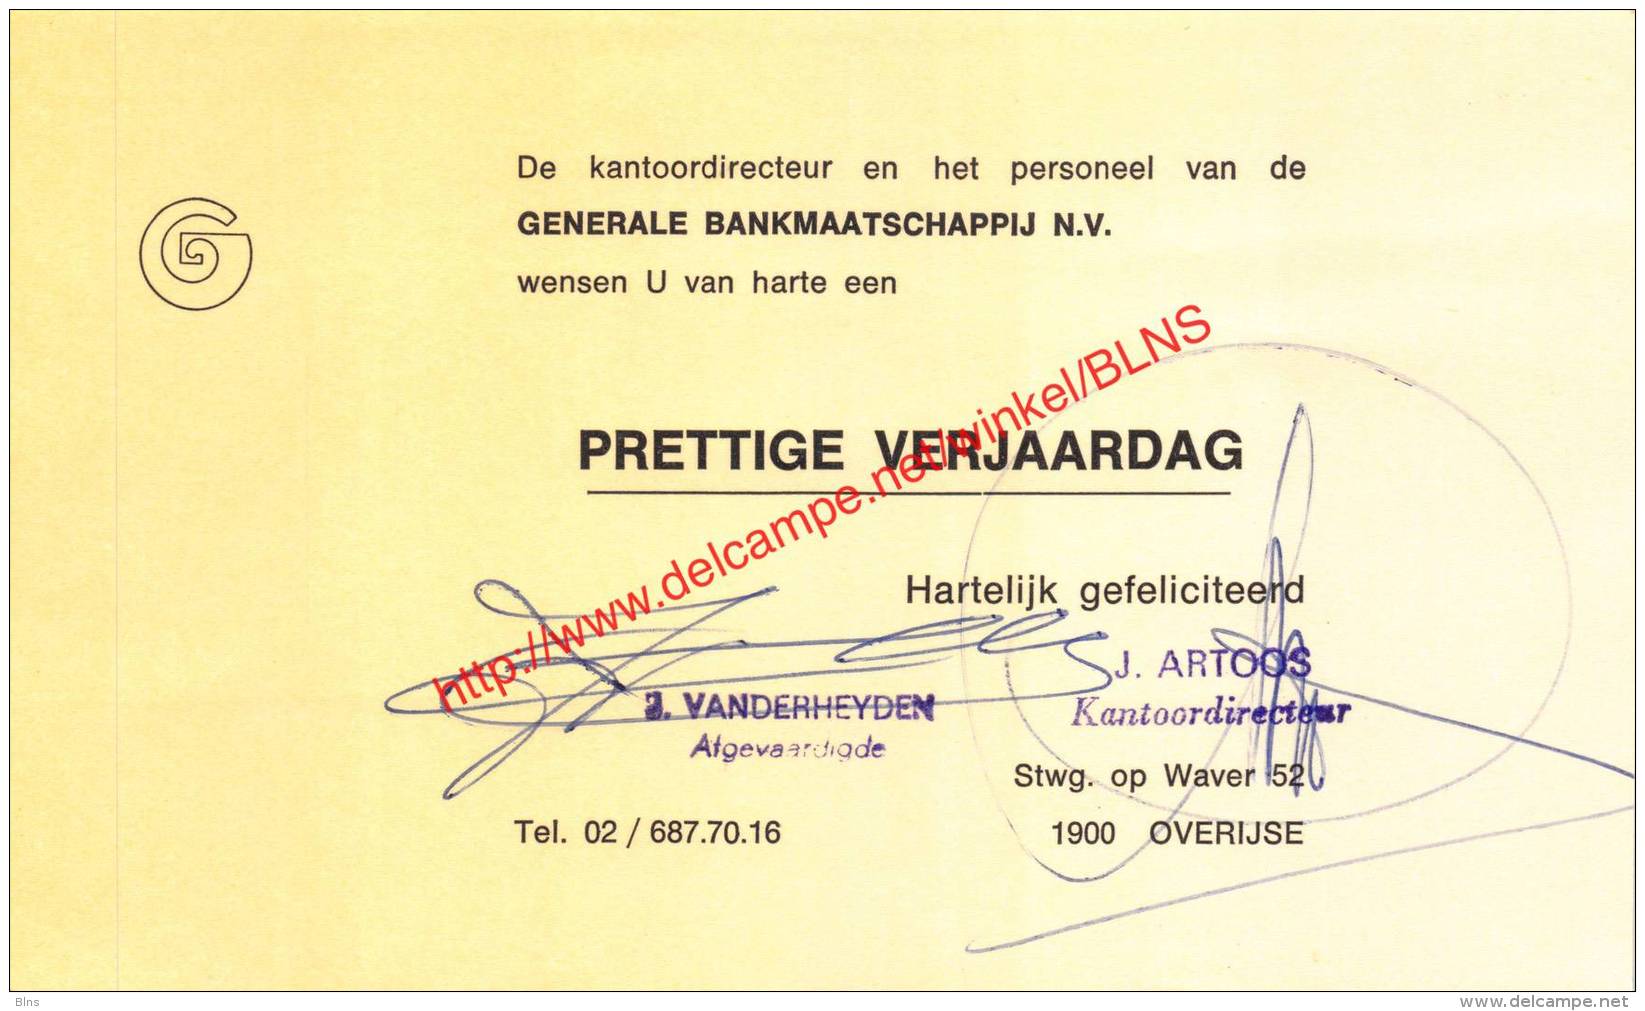 De kantoordirecteur en het personeel van de
GENERALE BANKMAATSCHAPPIJ N.V.
wensen U van harte een
PRETTIGE VERJAARDAG
http://www.delcampe.net/winkel/BLNS
Hartelijk gefeliciteerd
J. ARTOOS
Kantoordirecteur
J. VANDERHEYDEN
Afgevaardigde
Stwg. op Waver 52
Tel. 02 / 687.70.16
1900 OVERIJSE
Blns
www.delcampe.net